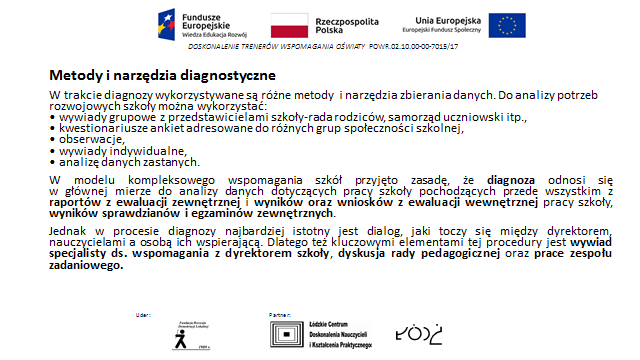 Fundusze
Europejskie
Wiedza Edukacja Rozwój
Rzeczpospolita
Polska
Unia Europejska
Europejski Fundusz Społeczny
DOSKONALENIE TRENERÓW WSPOMAGANIA OŚWIATY POWR.02.10.00-00-7015/17
Metody i narzędzia diagnostyczne
W trakcie diagnozy wykorzystywane są różne metody i narzędzia zbierania danych. Do analizy potrzeb
rozwojowych szkoły można wykorzystać:
• wywiady grupowe z przedstawicielami szkoły-rada rodziców, samorząd uczniowski itp.,
• kwestionariusze ankiet adresowane do różnych grup społeczności szkolnej,
• obserwacje,
• wywiady indywidualne,
• analizę danych zastanych.
W modelu kompleksowego wspomagania szkół przyjęto zasadę, że diagnoza odnosi się
w głównej mierze do analizy danych dotyczących pracy szkoły pochodzących przede wszystkim z
raportów z ewaluacji zewnętrznej i wyników oraz wniosków z ewaluacji wewnętrznej pracy szkoły,
wyników sprawdzianów i egzaminów zewnętrznych.
Jednak w procesie diagnozy najbardziej istotny jest dialog, jaki toczy się między dyrektorem,
nauczycielami a osobą ich wspierającą. Dlatego też kluczowymi elementami tej procedury jest wywiad
specjalisty ds. wspomagania z dyrektorem szkoły, dyskusja rady pedagogicznej oraz prace zespołu
zadaniowego.
Lider:
Partner:
Fundacja Rozwoju
Demokracji Lokalnej
1989 r.
Łódzkie Centrum
Doskonalenia Nauczycieli
i Kształcenia Praktycznego